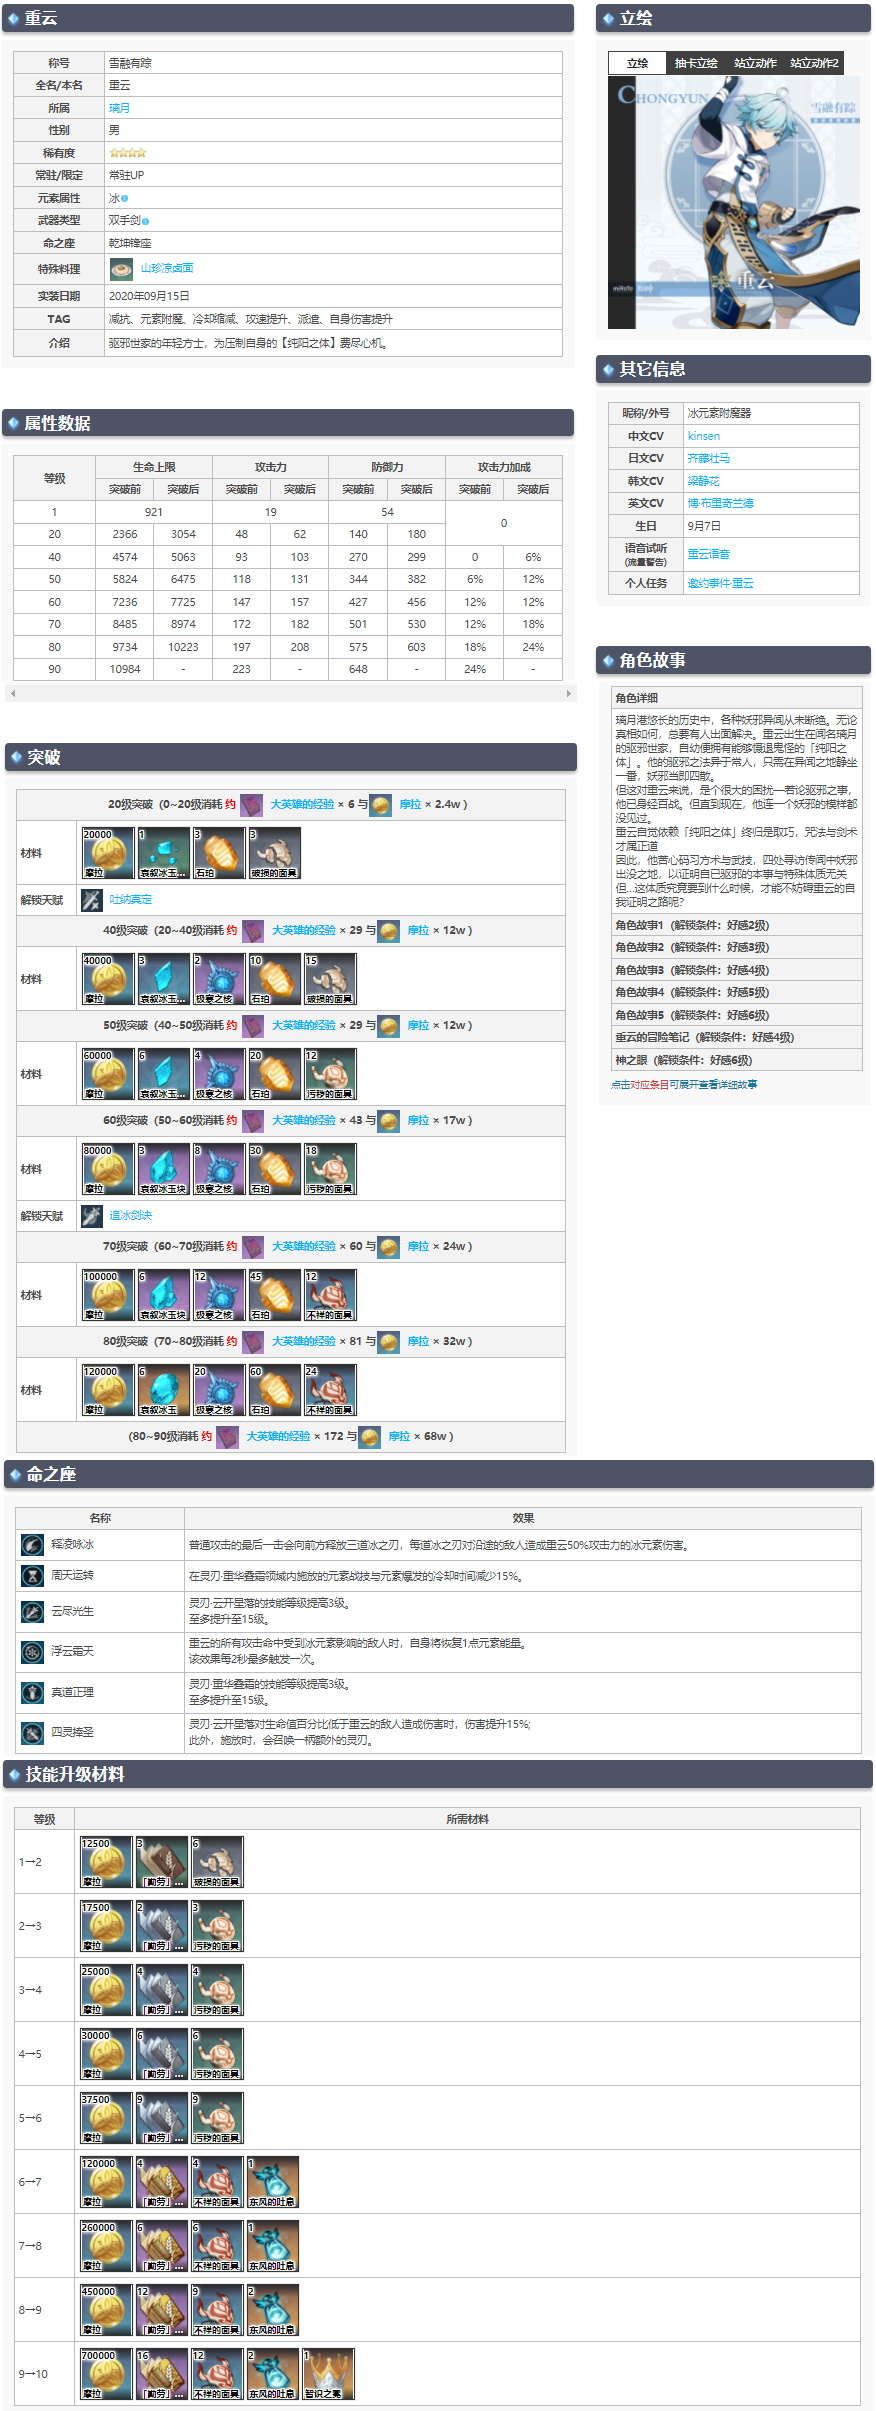 重云
称号 雪融有踪
全名/本名 重云
所属 璃月
性别 男
稀有度
常驻/限定 常驻UP
元素属性 冰
武器类型 双手剑
命之座 乾坤锋座
特殊料理 山珍凉卤面
实装日期 2020年09月15日
TAG 减抗、元素附魔、冷却缩减、攻速提升、派遣、自身伤害提升
介绍 驱邪世家的年轻方士，为压制自身的【纯阳之体】费尽心机。
属性数据
等级 生命上限 攻击力 防御力 攻击力加成
突破前 突破后 突破前 突破后 突破前 突破后 突破前 突破后
1 921 19 54 0
20 2366 3054 48 62 140 180
40 4574 5063 93 103 270 299 0 6%
50 5824 6475 118 131 344 382 6% 12%
60 7236 7725 147 157 427 456 12% 12%
70 8485 8974 172 182 501 530 12% 18%
80 9734 10223 197 208 575 603 18% 24%
90 10984 - 223 - 648 - 24% -
突破
20级突破（0~20级消耗 约 大英雄的经验 × 6 与 摩拉 × 2.4w）
材料
20000 1 3 3
摩拉 哀叙冰玉... 石珀 破损的面具
解锁天赋 吐纳真定
40级突破（20~40级消耗 约 大英雄的经验 × 29 与 摩拉 × 12w）
材料
40000 3 2 10 15
摩拉 哀叙冰玉... 极寒之核 石珀 破损的面具
50级突破（40~50级消耗 约 大英雄的经验 × 29 与 摩拉 × 12w）
材料
60000 6 4 20 12
摩拉 哀叙冰玉... 极寒之核 石珀 污秽的面具
60级突破（50~60级消耗 约 大英雄的经验 × 43 与 摩拉 × 17w）
材料
80000 3 8 30 18
摩拉 哀叙冰玉块 极寒之核 石珀 污秽的面具
解锁天赋 追冰剑诀
70级突破（60~70级消耗 约 大英雄的经验 × 60 与 摩拉 × 24w）
材料
100000 6 12 45 12
摩拉 哀叙冰玉块 极寒之核 石珀 不祥的面具
80级突破（70~80级消耗 约 大英雄的经验 × 81 与 摩拉 × 32w）
材料
120000 6 20 60 24
摩拉 哀叙冰玉 极寒之核 石珀 不祥的面具
（80~90级消耗 约 大英雄的经验 × 172 与 摩拉 × 68w）
立绘
立绘 抽卡立绘 站立动作 站立动作2
CHONGYUN
雪融有踪
重云
其它信息
昵称/外号 冰元素附魔器
中文CV kinsen
日文CV 齐藤壮马
韩文CV 梁静花
英文CV 博·布里奇兰德
生日 9月7日
语音试听
(流量警告) 重云语音
个人任务 邀约事件·重云
角色故事
角色详细
璃月港悠长的历史中，各种妖邪异闻从未断绝。无论
真相如何，总要有人出面解决。重云出生在闻名璃月
的驱邪世家，自幼便拥有能够慑退鬼怪的「纯阳之
体」。他的驱邪之法异于常人，只需在异闻之地静坐
一番，妖邪当即四散。
但这对重云来说，是个很大的困扰—若论驱邪之事，
他已身经百战。但直到现在，他连一个妖邪的模样都
没见过。
重云自觉依赖「纯阳之体」终归是取巧，咒法与剑术
才属正道
因此，他苦心码习方术与武技，四处寻访传闻中妖邪
出没之地，以证明自己驱邪的本事与特殊体质无关
但...这体质究竟要到什么时候，才能不妨碍重云的自
我证明之路呢？
角色故事1（解锁条件：好感2级）
角色故事2（解锁条件：好感3级）
角色故事3（解锁条件：好感4级）
角色故事4（解锁条件：好感5级）
角色故事5（解锁条件：好感6级）
重云的冒险笔记（解锁条件：好感4级）
神之眼（解锁条件：好感6级）
点击对应条目可展开查看详细故事
命之座
名称 效果
释凌咏冰 普通攻击的最后一击会向前方释放三道冰之刃，每道冰之刃对沿途的敌人造成重云50%攻击力的冰元素伤害。
周天运转 在灵刃·重华叠霜领域内施放的元素战技与元素爆发的冷却时间减少15%。
云尽光生 灵刃·云开星落的技能等级提高3级。
至多提升至15级。
浮云霜天 重云的所有攻击命中受到冰元素影响的敌人时，自身将恢复1点元素能量。
该效果每2秒最多触发一次。
真道正理 灵刃·重华叠霜的技能等级提高3级。
至多提升至15级。
四灵捧圣 灵刃·云开星落对生命值百分比低于重云的敌人造成伤害时，伤害提升15%;
此外，施放时，会召唤一柄额外的灵刃。
技能升级材料
等级 所需材料
1→2
12500 3 6
摩拉 「勤劳」... 破损的面具
2→3
17500 2 3
摩拉 「勤劳」... 污秽的面具
3→4
25000 4 4
摩拉 「勤劳」... 污秽的面具
4→5
30000 6 6
摩拉 「勤劳」... 污秽的面具
5→6
37500 9 9
摩拉 「勤劳」... 污秽的面具
6→7
120000 4 4 1
摩拉 「勤劳」... 不祥的面具 东风的吐息
7→8
260000 6 6 1
摩拉 「勤劳」... 不祥的面具 东风的吐息
8→9
450000 12 9 2
摩拉 「勤劳」... 不祥的面具 东风的吐息
9→10
700000 16 12 2 1
摩拉 「勤劳」... 不祥的面具 东风的吐息 智识之冕